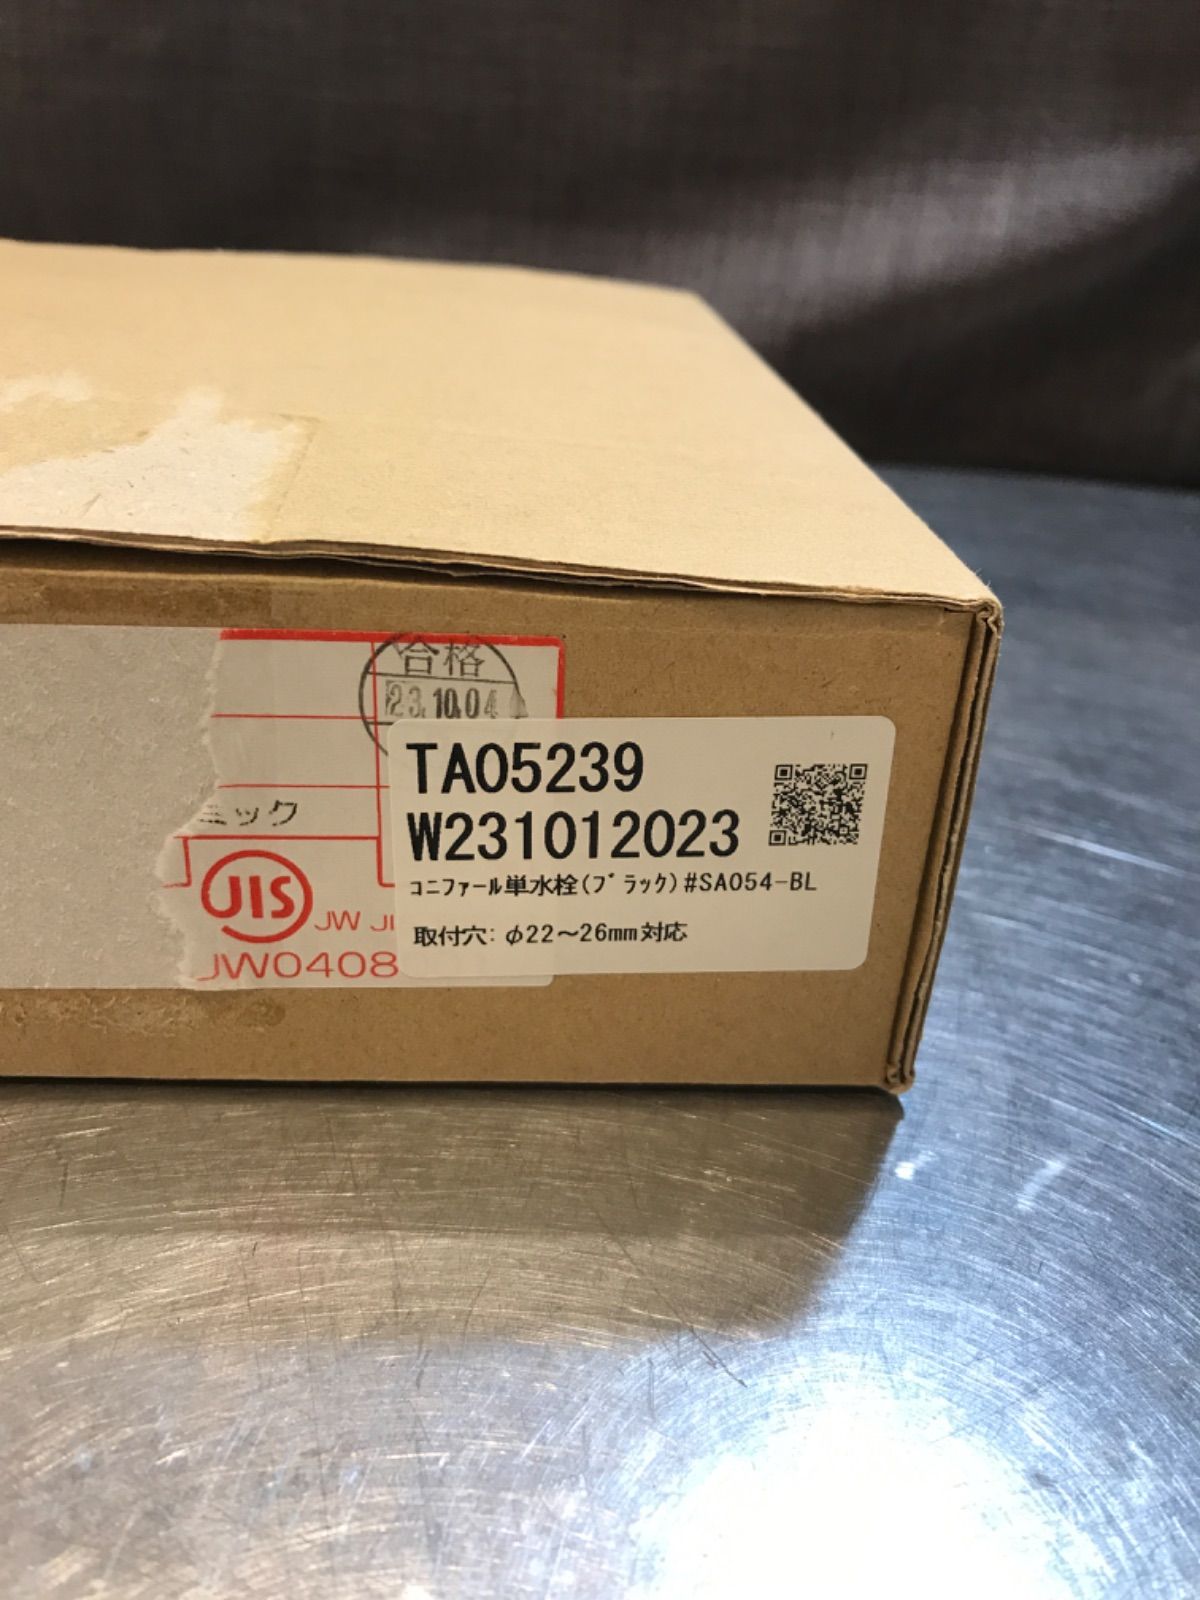 合格
23.10.04
TA05239
W231012023
コニファール単水栓(ブラック)#SA054-BL
取付穴: φ22～26mm対応
ミック
JIS
JW JI
JW0408